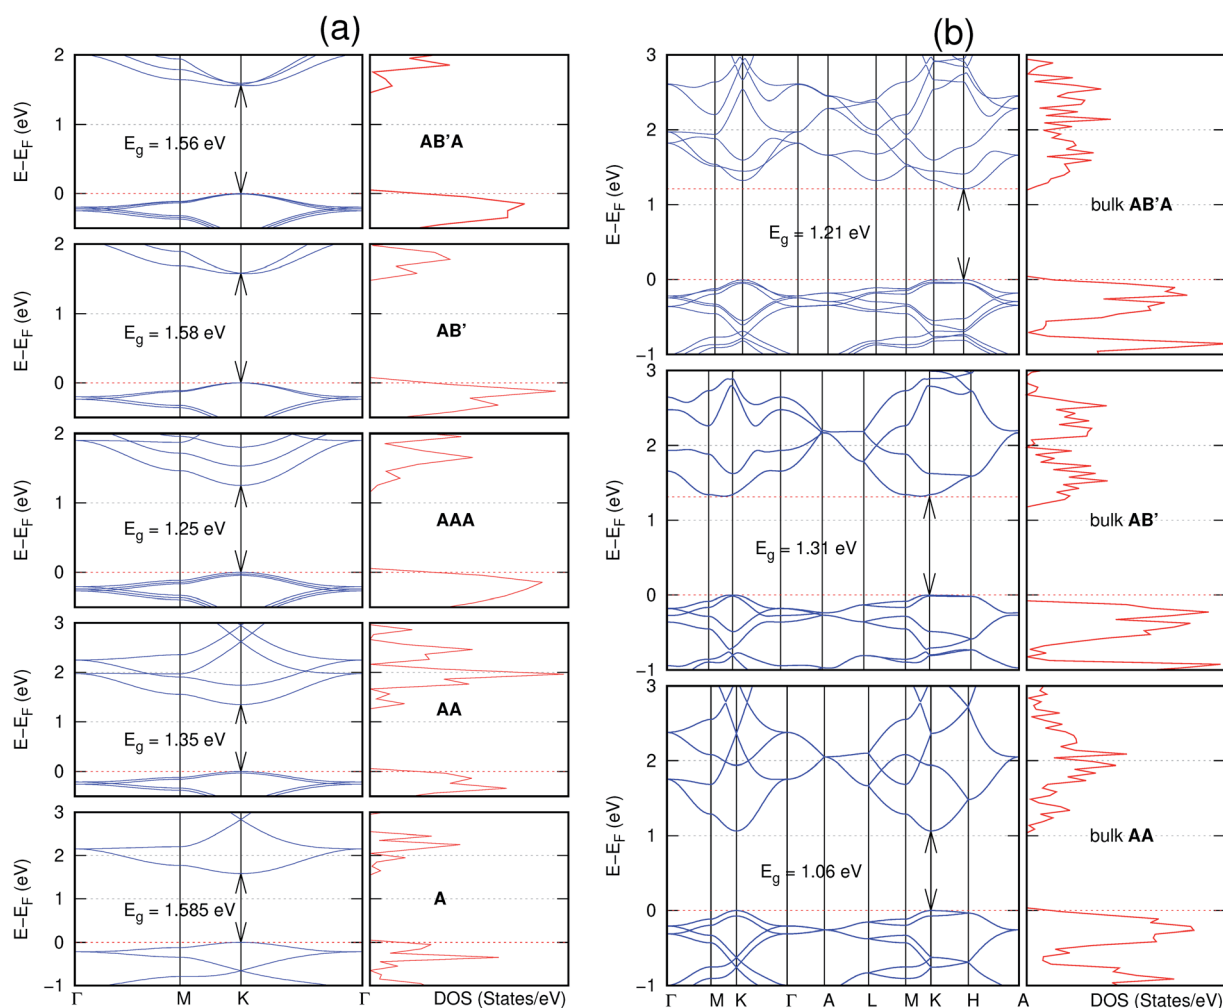 (a)
2
1
0
E−E_F (eV)
E_g = 1.56 eV
AB'A
2
1
0
E−E_F (eV)
E_g = 1.58 eV
AB'
2
1
0
E−E_F (eV)
E_g = 1.25 eV
AAA
3
2
1
0
E−E_F (eV)
E_g = 1.35 eV
AA
3
2
1
0
−1
E−E_F (eV)
E_g = 1.585 eV
A
Γ M K Γ DOS (States/eV)
(b)
3
2
1
0
−1
E−E_F (eV)
E_g = 1.21 eV
bulk AB'A
3
2
1
0
−1
E−E_F (eV)
E_g = 1.31 eV
bulk AB'
3
2
1
0
−1
E−E_F (eV)
E_g = 1.06 eV
bulk AA
Γ M K Γ A L M K H A DOS (States/eV)